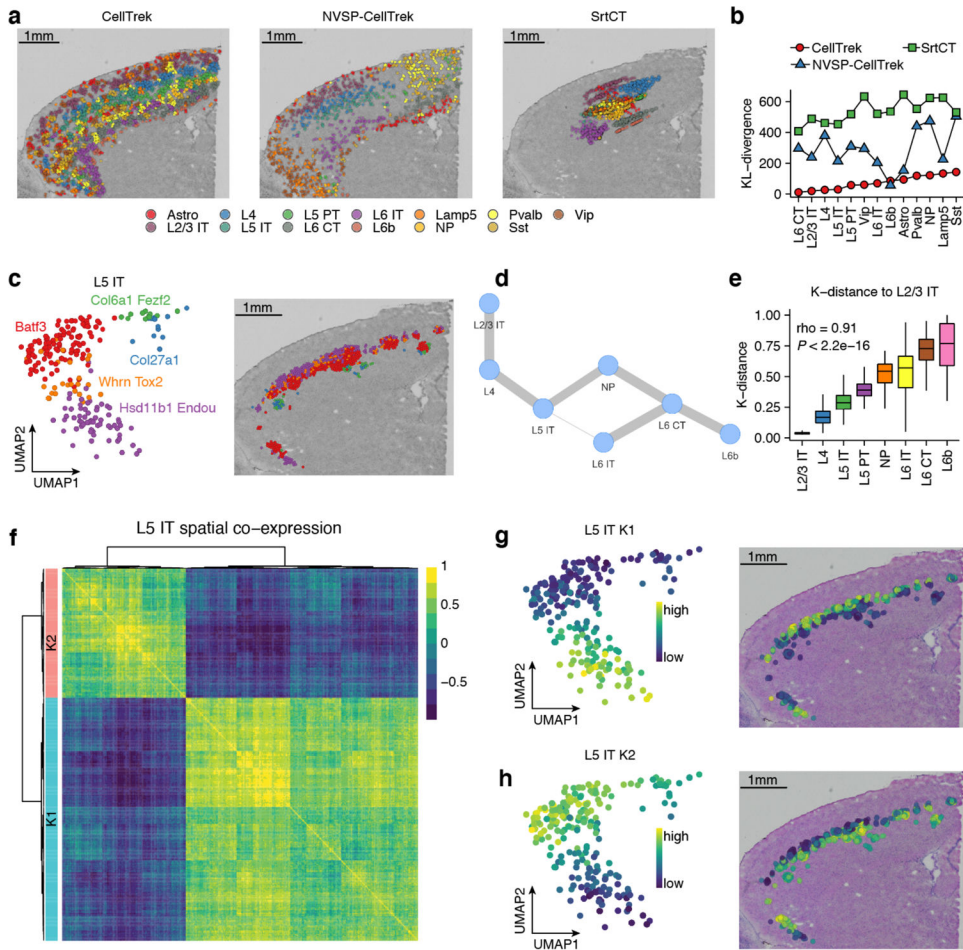 a
CellTrek
NVSP-CellTrek
SrtCT
1mm
1mm
1mm
Astro
L4
L5 PT
L6 IT
Lamp5
Pvalb
Vip
L2/3 IT
L5 IT
L6 CT
L6b
NP
Sst
b
CellTrek
SrtCT
NVSP-CellTrek
KL-divergence
600
400
200
0
L6 CT
L2/3 IT
L4
L5 IT
L5 PT
Vip
L6 IT
L6b
Astro
Pvalb
NP
Lamp5
Sst
c
L5 IT
Col6a1 Fezf2
Batf3
Col27a1
Whrn Tox2
Hsd11b1 Endou
UMAP2
UMAP1
1mm
d
L2/3 IT
L4
L5 IT
NP
L6 IT
L6 CT
L6b
e
K-distance to L2/3 IT
rho = 0.91
P < 2.2e-16
K-distance
1.00
0.75
0.50
0.25
0.00
L2/3 IT
L4
L5 IT
L5 PT
NP
L6 IT
L6 CT
L6b
f
L5 IT spatial co-expression
K2
K1
1
0.5
0
−0.5
g
L5 IT K1
high
low
UMAP2
UMAP1
1mm
h
L5 IT K2
high
low
UMAP2
UMAP1
1mm